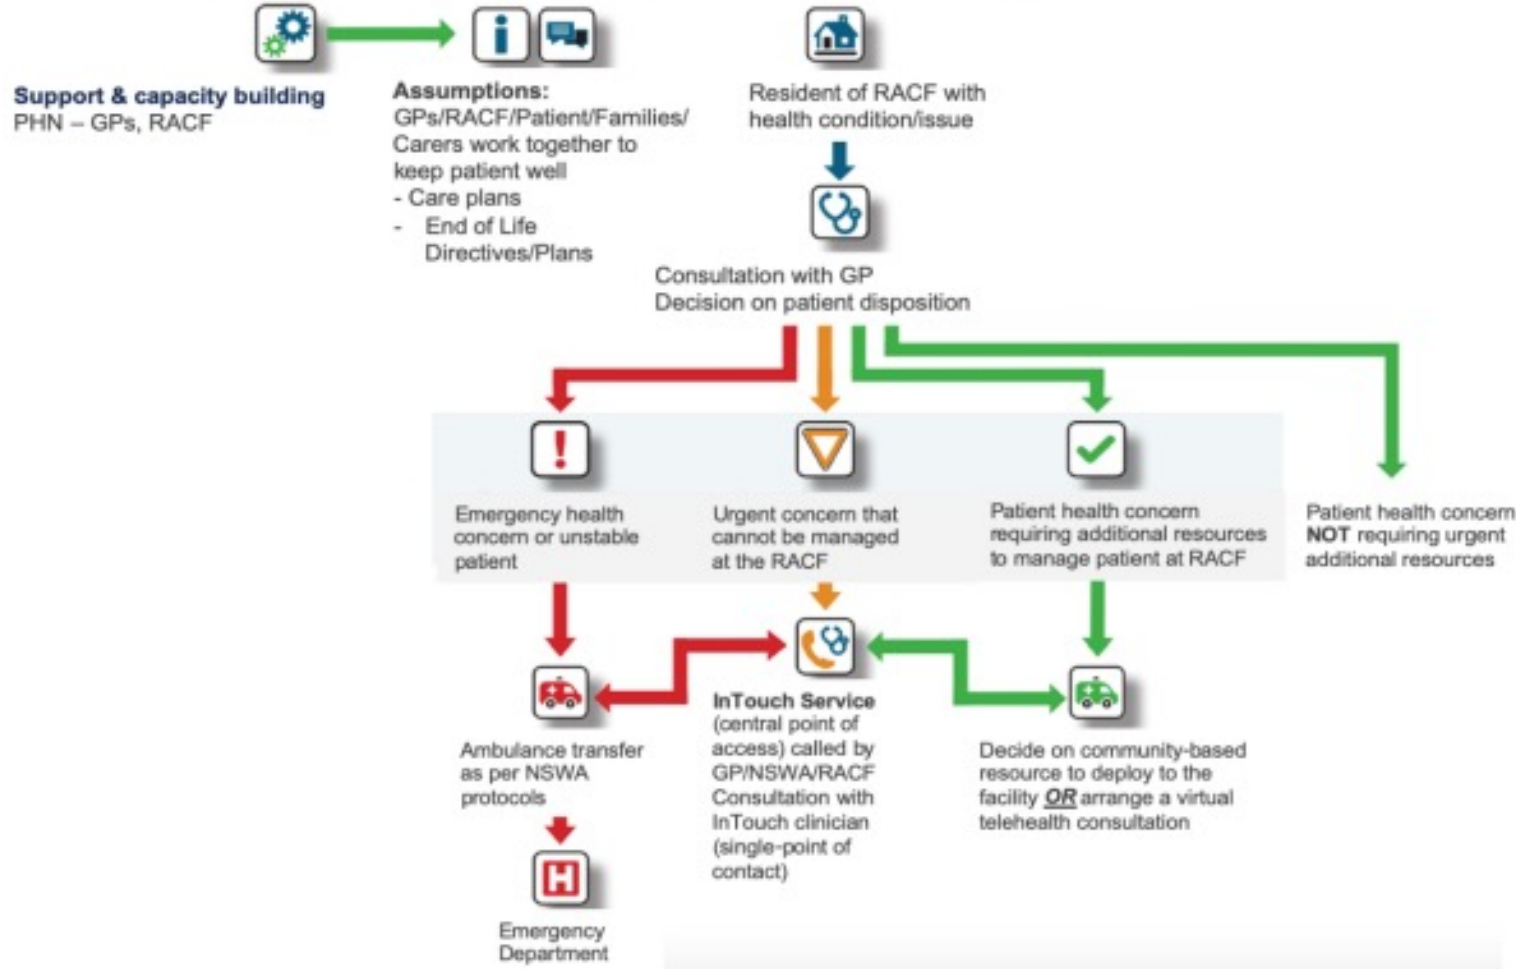 Support & capacity building
PHN – GPs, RACF
Assumptions:
GPs/RACF/Patient/Families/
Carers work together to
keep patient well
- Care plans
- End of Life
Directives/Plans
Resident of RACF with
health condition/issue
Consultation with GP
Decision on patient disposition
Emergency health
concern or unstable
patient
Urgent concern that
cannot be managed
at the RACF
Patient health concern
requiring additional resources
to manage patient at RACF
Patient health concern
NOT requiring urgent
additional resources
Ambulance transfer
as per NSWA
protocols
InTouch Service
(central point of
access) called by
GP/NSWA/RACF
Consultation with
InTouch clinician
(single-point of
contact)
Decide on community-based
resource to deploy to the
facility OR arrange a virtual
telehealth consultation
H
Emergency
Department